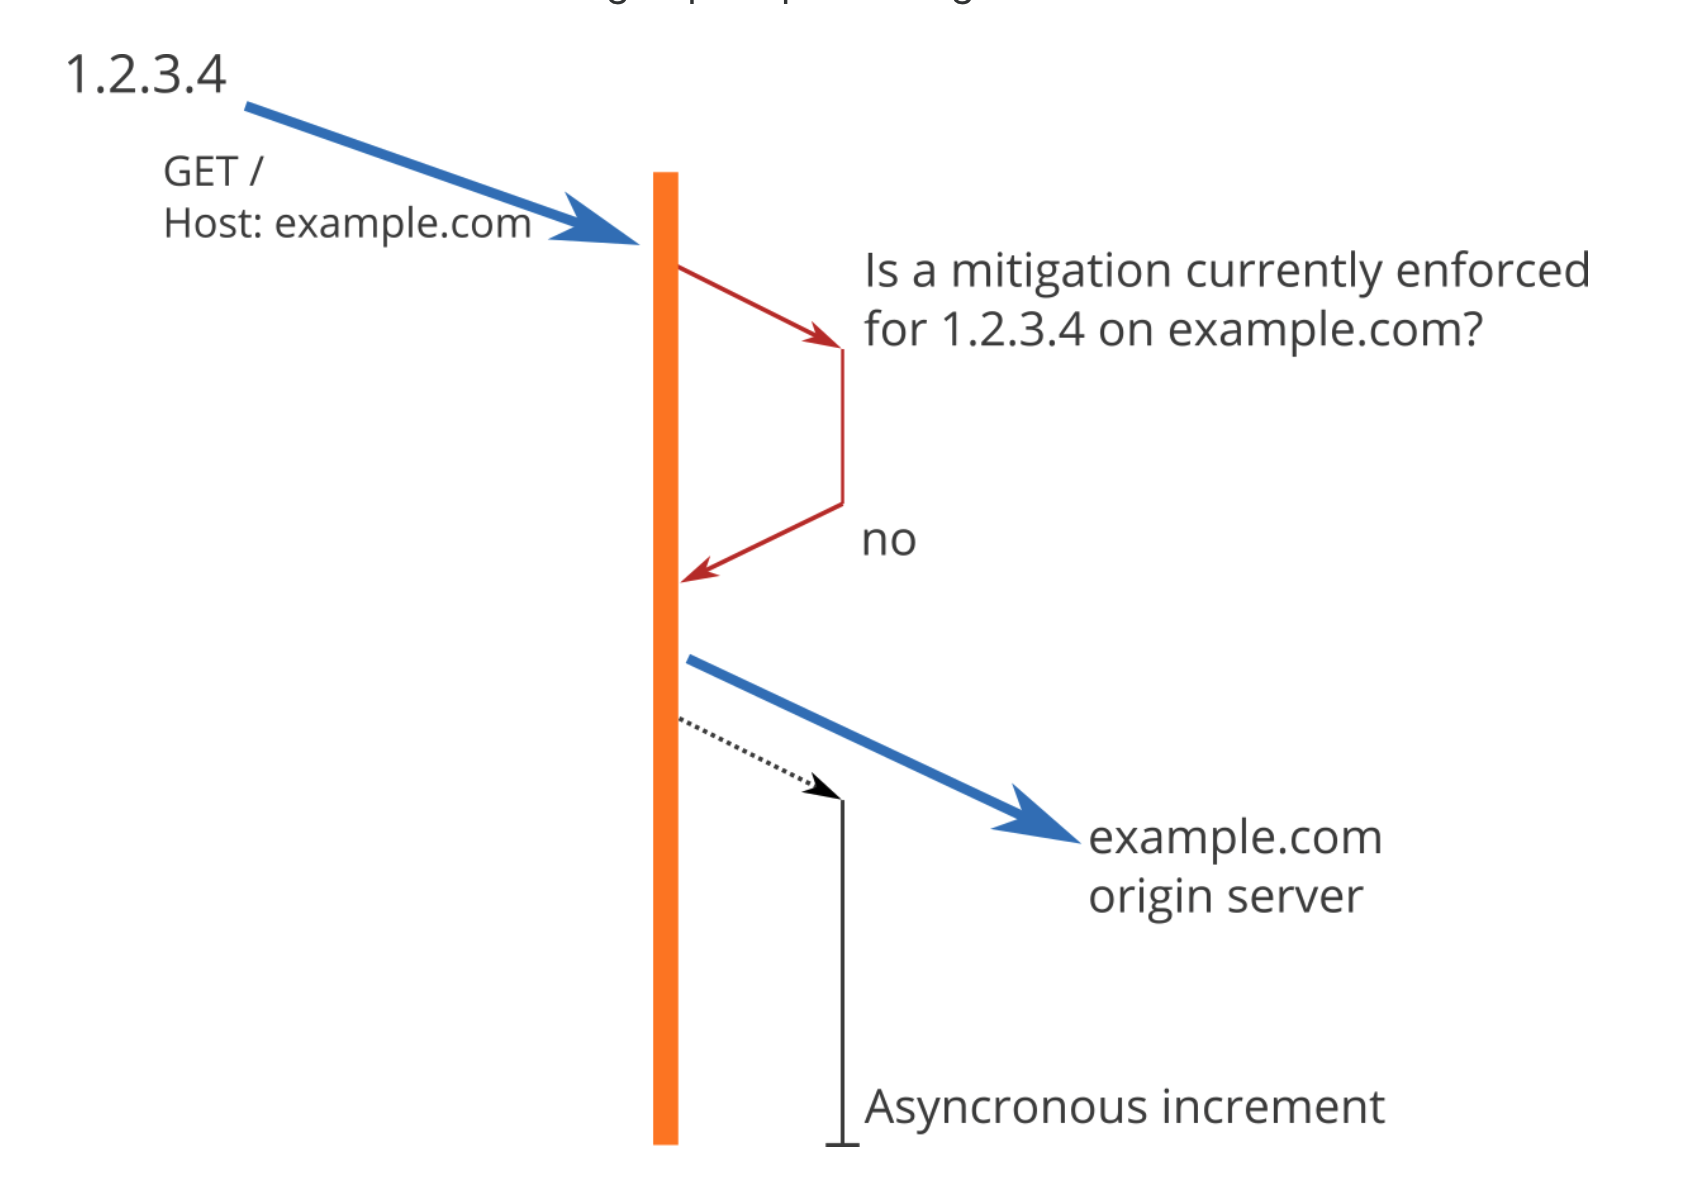 1.2.3.4
GET /
Host: example.com
Is a mitigation currently enforced
for 1.2.3.4 on example.com?
no
example.com
origin server
Asyncronous increment